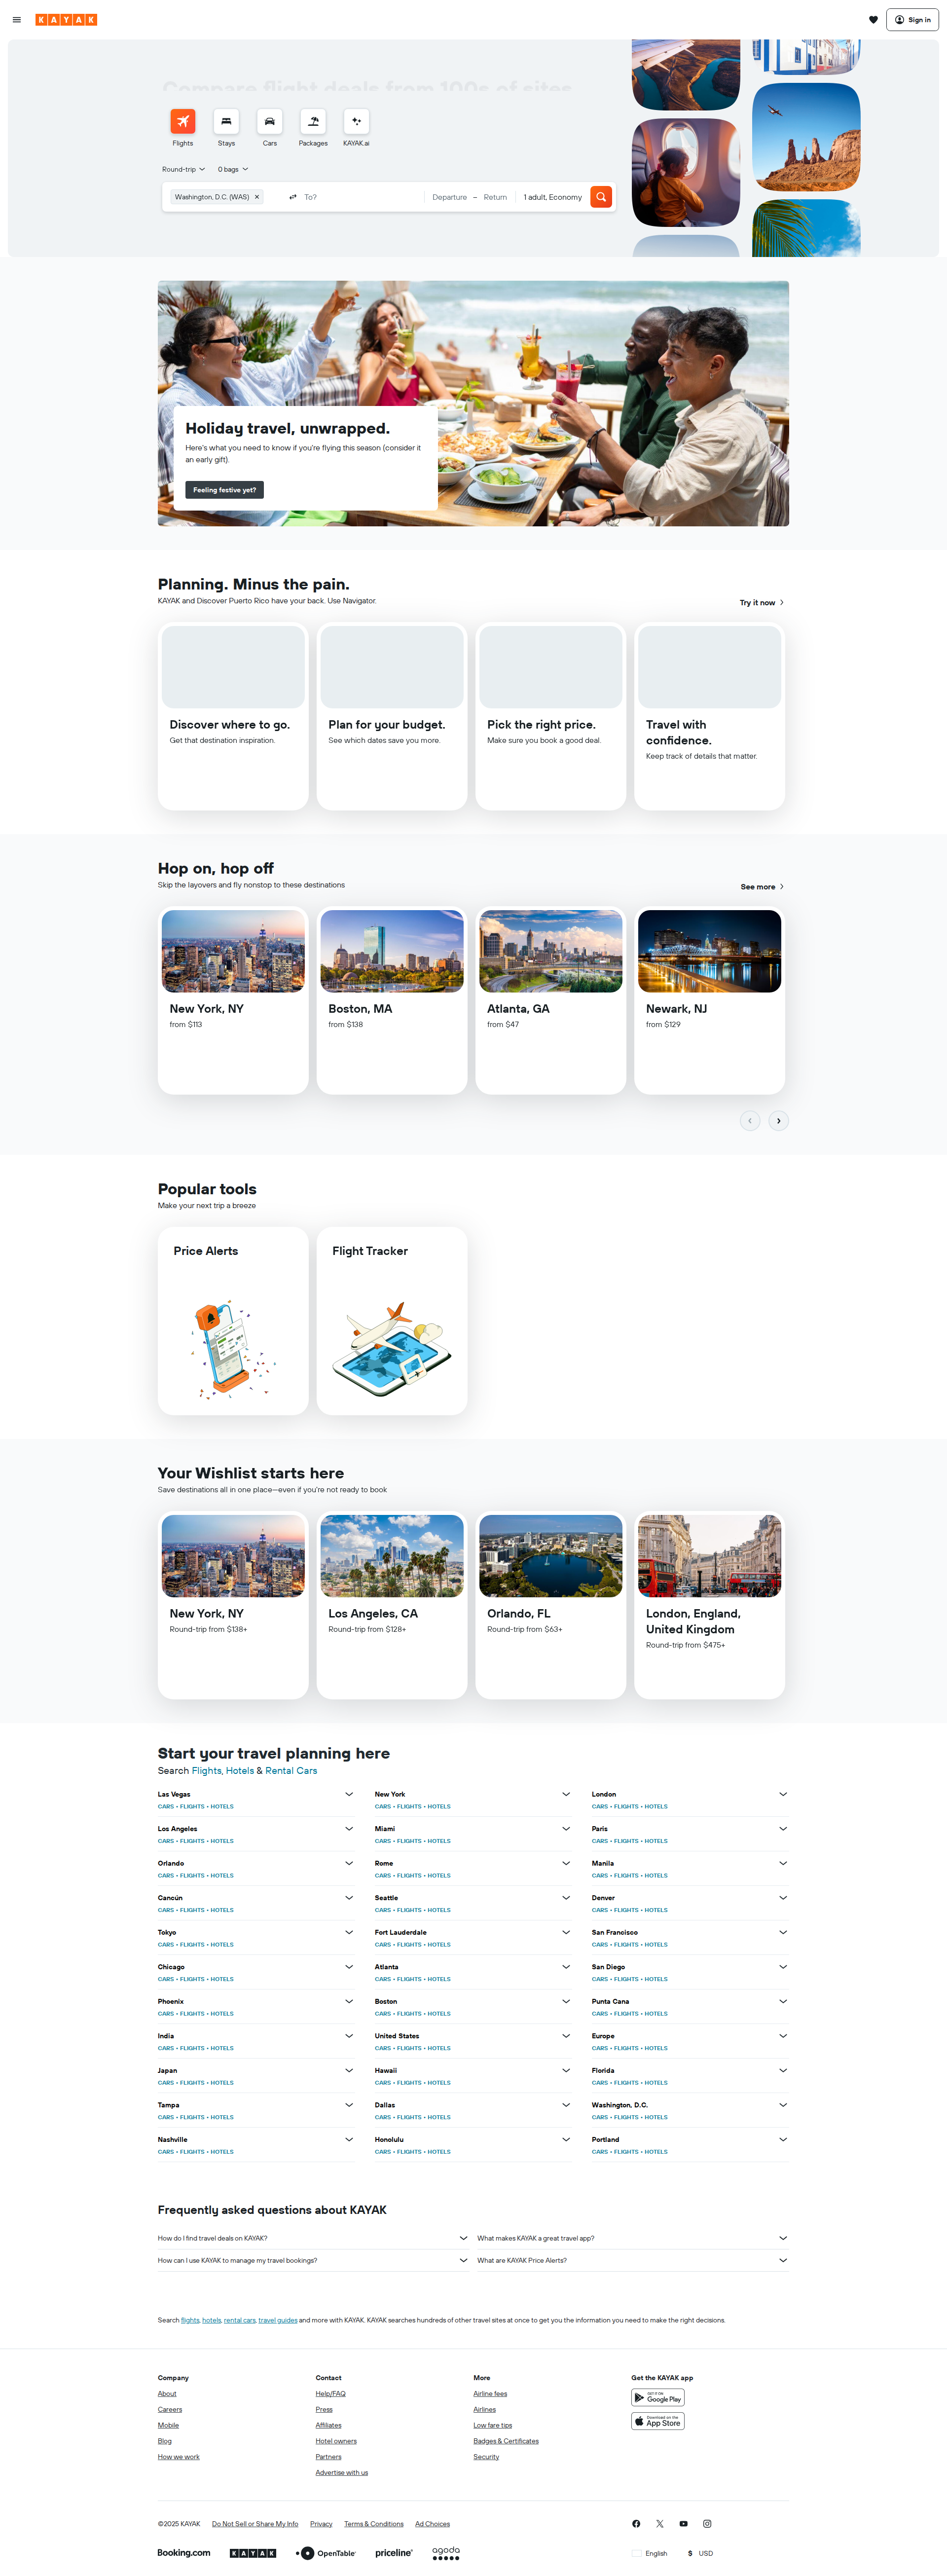 KAYAK
Sign in
Compare flight deals from 100s of sites
Flights
Stays
Cars
Packages
KAYAK.ai
Round-trip
0 bags
Washington, D.C. (WAS)
To?
Departure – Return
1 adult, Economy
Holiday travel, unwrapped.
Here's what you need to know if you're flying this season (consider it
an early gift).
Feeling festive yet?
Planning. Minus the pain.
KAYAK and Discover Puerto Rico have your back. Use Navigator.
Try it now
Discover where to go.
Get that destination inspiration.
Plan for your budget.
See which dates save you more.
Pick the right price.
Make sure you book a good deal.
Travel with
confidence.
Keep track of details that matter.
Hop on, hop off
Skip the layovers and fly nonstop to these destinations
See more
New York, NY
from $113
Boston, MA
from $138
Atlanta, GA
from $47
Newark, NJ
from $129
Popular tools
Make your next trip a breeze
Price Alerts
Flight Tracker
Your Wishlist starts here
Save destinations all in one place—even if you're not ready to book
New York, NY
Round-trip from $138+
Los Angeles, CA
Round-trip from $128+
Orlando, FL
Round-trip from $63+
London, England,
United Kingdom
Round-trip from $475+
Start your travel planning here
Search Flights, Hotels & Rental Cars
Las Vegas
CARS • FLIGHTS • HOTELS
New York
CARS • FLIGHTS • HOTELS
London
CARS • FLIGHTS • HOTELS
Los Angeles
CARS • FLIGHTS • HOTELS
Miami
CARS • FLIGHTS • HOTELS
Paris
CARS • FLIGHTS • HOTELS
Orlando
CARS • FLIGHTS • HOTELS
Rome
CARS • FLIGHTS • HOTELS
Manila
CARS • FLIGHTS • HOTELS
Cancún
CARS • FLIGHTS • HOTELS
Seattle
CARS • FLIGHTS • HOTELS
Denver
CARS • FLIGHTS • HOTELS
Tokyo
CARS • FLIGHTS • HOTELS
Fort Lauderdale
CARS • FLIGHTS • HOTELS
San Francisco
CARS • FLIGHTS • HOTELS
Chicago
CARS • FLIGHTS • HOTELS
Atlanta
CARS • FLIGHTS • HOTELS
San Diego
CARS • FLIGHTS • HOTELS
Phoenix
CARS • FLIGHTS • HOTELS
Boston
CARS • FLIGHTS • HOTELS
Punta Cana
CARS • FLIGHTS • HOTELS
India
CARS • FLIGHTS • HOTELS
United States
CARS • FLIGHTS • HOTELS
Europe
CARS • FLIGHTS • HOTELS
Japan
CARS • FLIGHTS • HOTELS
Hawaii
CARS • FLIGHTS • HOTELS
Florida
CARS • FLIGHTS • HOTELS
Tampa
CARS • FLIGHTS • HOTELS
Dallas
CARS • FLIGHTS • HOTELS
Washington, D.C.
CARS • FLIGHTS • HOTELS
Nashville
CARS • FLIGHTS • HOTELS
Honolulu
CARS • FLIGHTS • HOTELS
Portland
CARS • FLIGHTS • HOTELS
Frequently asked questions about KAYAK
How do I find travel deals on KAYAK?
What makes KAYAK a great travel app?
How can I use KAYAK to manage my travel bookings?
What are KAYAK Price Alerts?
Search flights, hotels, rental cars, travel guides and more with KAYAK. KAYAK searches hundreds of other travel sites at once to get you the information you need to make the right decisions.
Company
About
Careers
Mobile
Blog
How we work
Contact
Help/FAQ
Press
Affiliates
Hotel owners
Partners
Advertise with us
More
Airline fees
Airlines
Low fare tips
Badges & Certificates
Security
Get the KAYAK app
GET IT ON
Google Play
Download on the
App Store
©2025 KAYAK
Do Not Sell or Share My Info
Privacy
Terms & Conditions
Ad Choices
Booking.com
KAYAK
OpenTable
priceline
agoda
English
$ USD